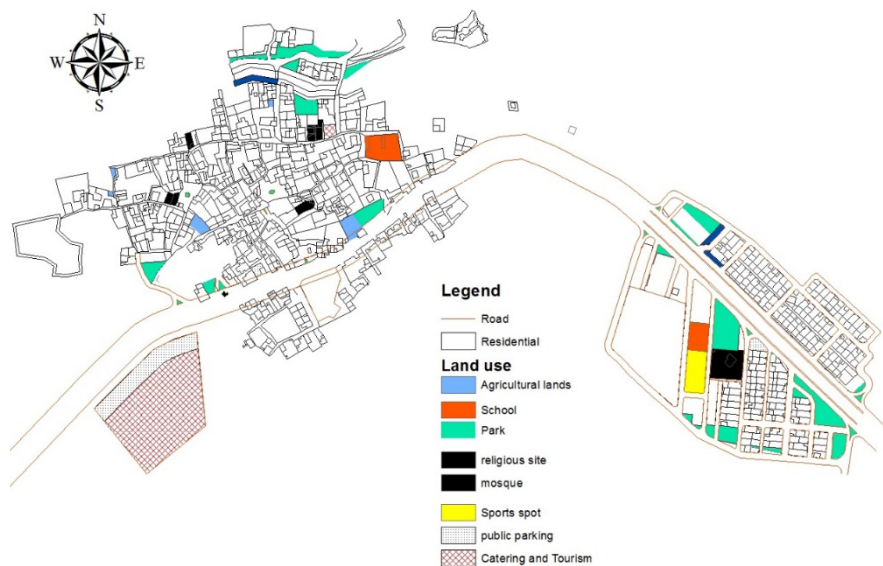 N
W E
S
Legend
Road
Residential
Land use
Agricultural lands
School
Park
religious site
mosque
Sports spot
public parking
Catering and Tourism